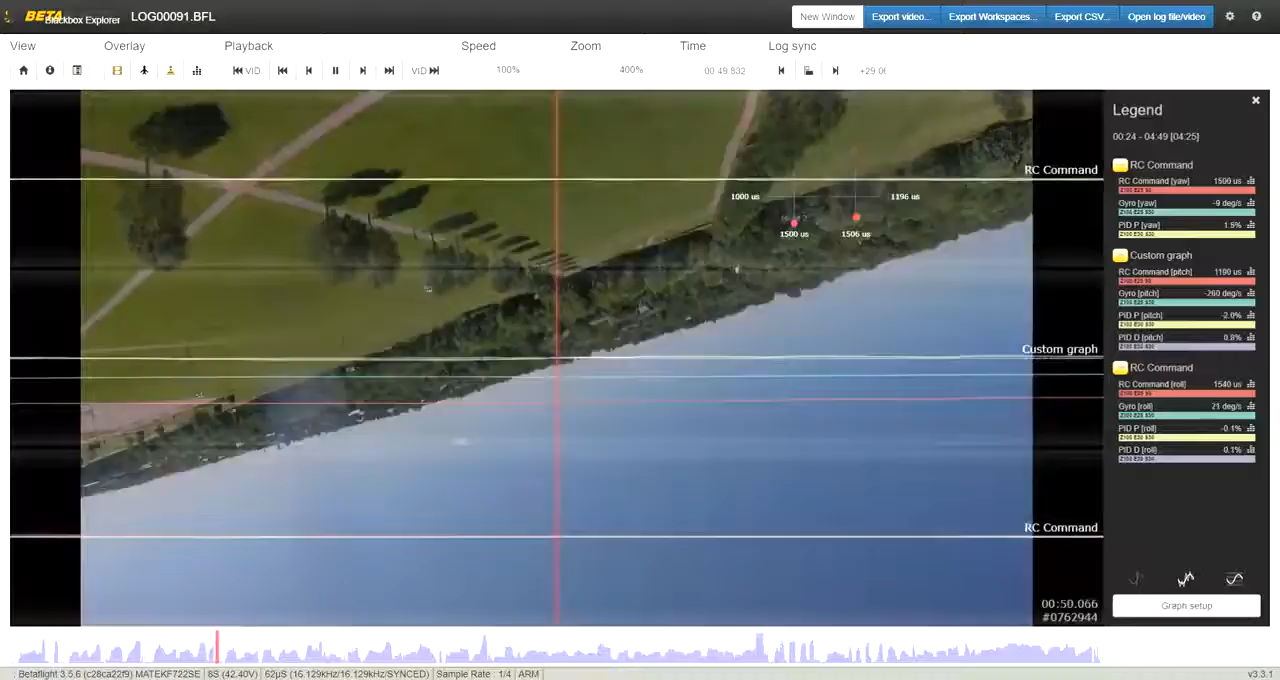 BETA
Blackbox Explorer
LOG00091.BFL
New Window
Export video...
Export Workspaces...
Export CSV...
Open log file/video
View
Overlay
Playback
Speed
Zoom
Time
Log sync
VID
VID
100%
400%
00:49.832
Legend
00:24 - 04:49 [04:25]
RC Command
RC Command [yaw] 1500 us
Gyro [yaw] -9 deg/s
PID P [yaw] 1.5%
Custom graph
RC Command [pitch] 1190 us
Gyro [pitch] -260 deg/s
PID P [pitch] -2.0%
PID D [pitch] 0.8%
RC Command
RC Command [roll] 1540 us
Gyro [roll] 21 deg/s
PID P [roll] -0.1%
PID D [roll] 0.1%
Graph setup
RC Command
1000 us
1196 us
1500 us
1506 us
Custom graph
RC Command
00:50.066
#0762944
Betaflight 3.5.6 (c28ca22f9) MATEKF722SE
8S (42.40V)
62µS (16.129kHz/16.129kHz/SYNCED)
Sample Rate : 1/4
ARM
v3.3.1